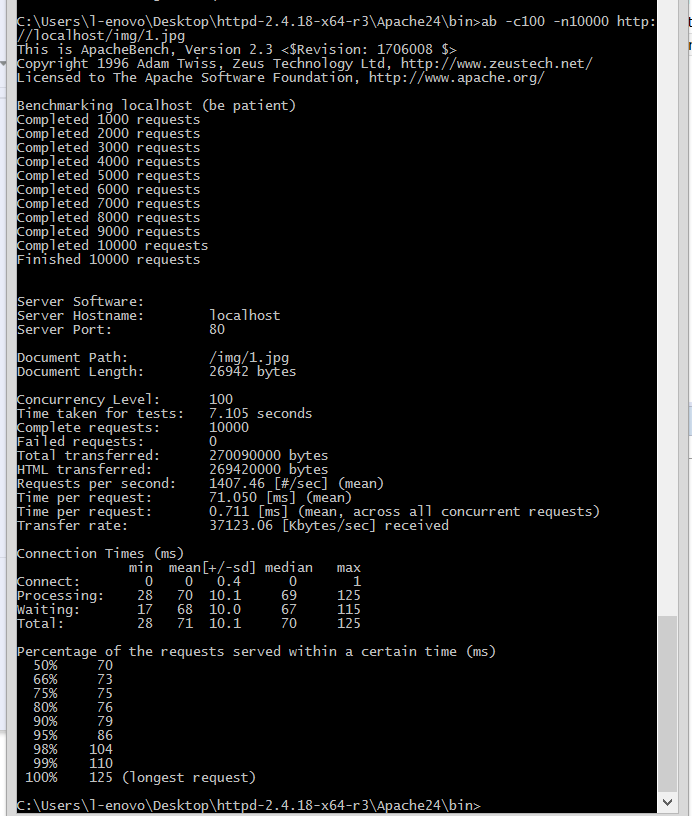 C:\Users\l-enovo\Desktop\httpd-2.4.18-x64-r3\Apache24\bin>ab -c100 -n10000 http:
//localhost/img/1.jpg
This is ApacheBench, Version 2.3 <$Revision: 1706008 $>
Copyright 1996 Adam Twiss, Zeus Technology Ltd, http://www.zeustech.net/
Licensed to The Apache Software Foundation, http://www.apache.org/

Benchmarking localhost (be patient)
Completed 1000 requests
Completed 2000 requests
Completed 3000 requests
Completed 4000 requests
Completed 5000 requests
Completed 6000 requests
Completed 7000 requests
Completed 8000 requests
Completed 9000 requests
Completed 10000 requests
Finished 10000 requests


Server Software:
Server Hostname:        localhost
Server Port:            80

Document Path:          /img/1.jpg
Document Length:        26942 bytes

Concurrency Level:      100
Time taken for tests:   7.105 seconds
Complete requests:      10000
Failed requests:        0
Total transferred:      270090000 bytes
HTML transferred:       269420000 bytes
Requests per second:    1407.46 [#/sec] (mean)
Time per request:       71.050 [ms] (mean)
Time per request:       0.711 [ms] (mean, across all concurrent requests)
Transfer rate:          37123.06 [Kbytes/sec] received

Connection Times (ms)
              min  mean[+/-sd] median   max
Connect:        0    0   0.4      0       1
Processing:    28   70  10.1     69     125
Waiting:       17   68  10.0     67     115
Total:         28   71  10.1     70     125

Percentage of the requests served within a certain time (ms)
  50%     70
  66%     73
  75%     75
  80%     76
  90%     79
  95%     86
  98%    104
  99%    110
 100%    125 (longest request)

C:\Users\l-enovo\Desktop\httpd-2.4.18-x64-r3\Apache24\bin>